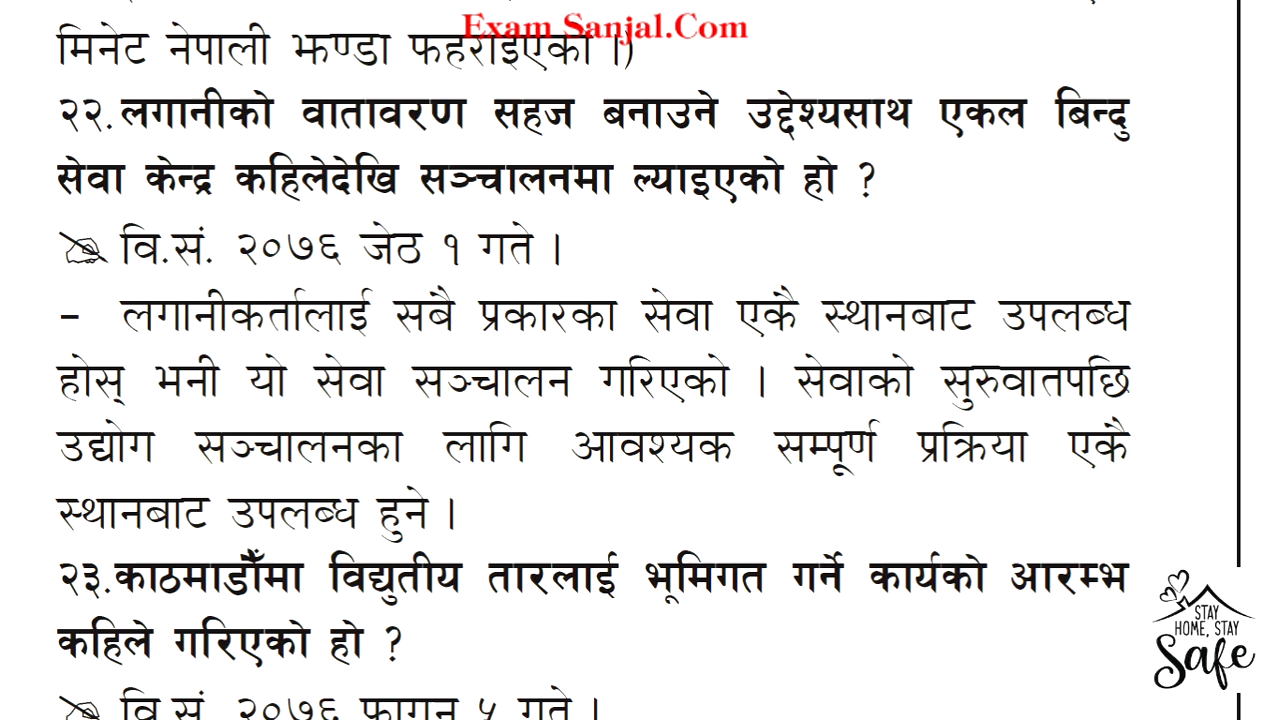 Exam Sanjal.Com
मिनेट नेपाली झण्डा फहराइएको ।)
२२.लगानीको वातावरण सहज बनाउने उद्देश्यसाथ एकल बिन्दु
सेवा केन्द्र कहिलेदेखि सञ्चालनमा ल्याइएको हो ?
वि.सं. २०७६ जेठ १ गते ।
– लगानीकर्तालाई सबै प्रकारका सेवा एकै स्थानबाट उपलब्ध
होस् भनी यो सेवा सञ्चालन गरिएको । सेवाको सुरुवातपछि
उद्योग सञ्चालनका लागि आवश्यक सम्पूर्ण प्रक्रिया एकै
स्थानबाट उपलब्ध हुने ।
२३.काठमाडौँमा विद्युतीय तारलाई भूमिगत गर्ने कार्यको आरम्भ
कहिले गरिएको हो ?
वि.सं. २०७६ फागुन ५ गते ।
STAY
HOME, STAY
Safe